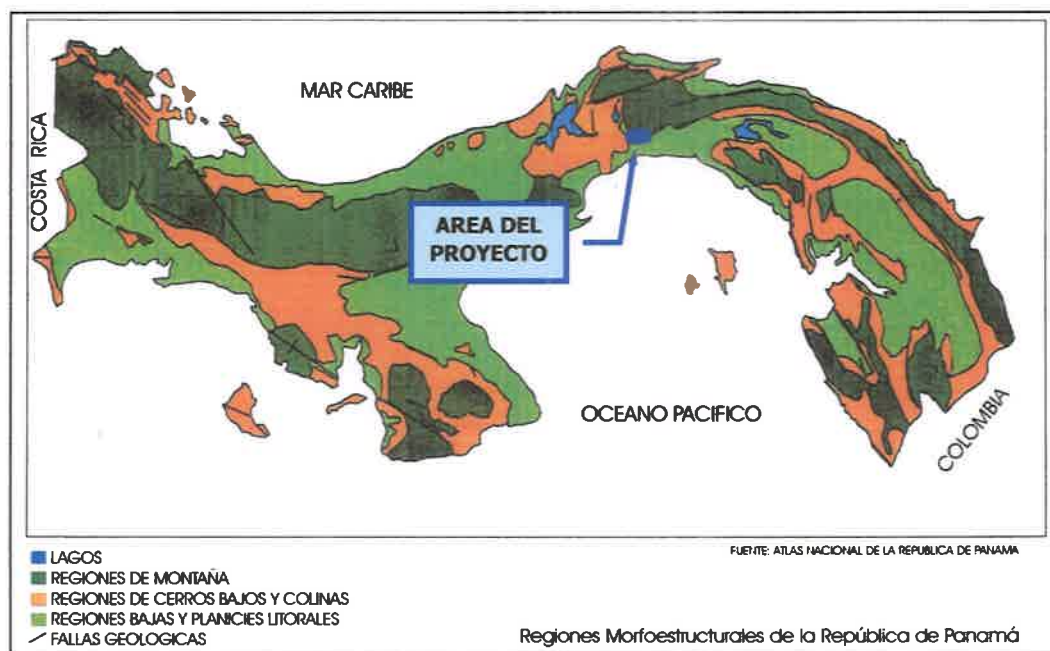 MAR CARIBE
COSTA RICA
AREA DEL
PROYECTO
OCEANO PACIFICO
COLOMBIA
FUENTE: ATLAS NACIONAL DE LA REPUBLICA DE PANAMA
LAGOS
REGIONES DE MONTAÑA
REGIONES DE CERROS BAJOS Y COLINAS
REGIONES BAJAS Y PLANICIES LITORALES
FALLAS GEOLOGICAS
Regiones Morfoestructurales de la República de Panamá